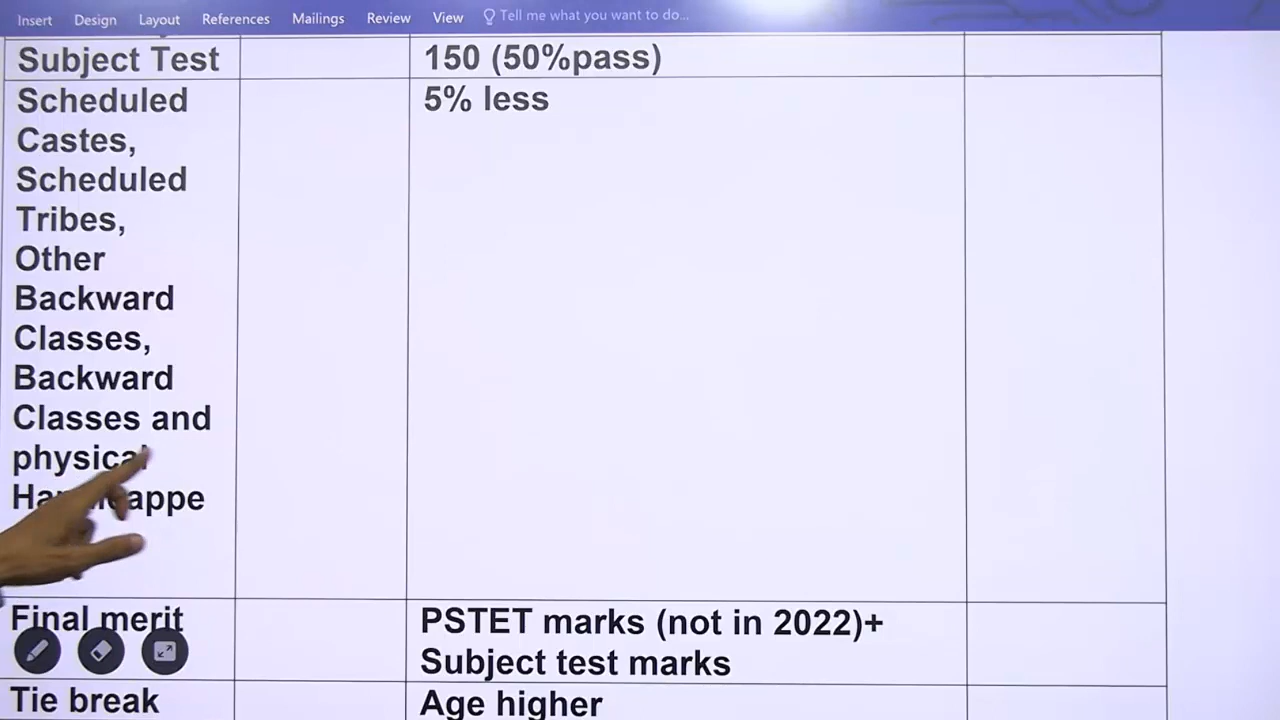 Insert Design Layout References Mailings Review View Tell me what you want to do...
Subject Test 150 (50%pass)
Scheduled 5% less
Castes,
Scheduled
Tribes,
Other
Backward
Classes,
Backward
Classes and
physical
Final merit PSTET marks (not in 2022)+
Subject test marks
Tie break Age higher